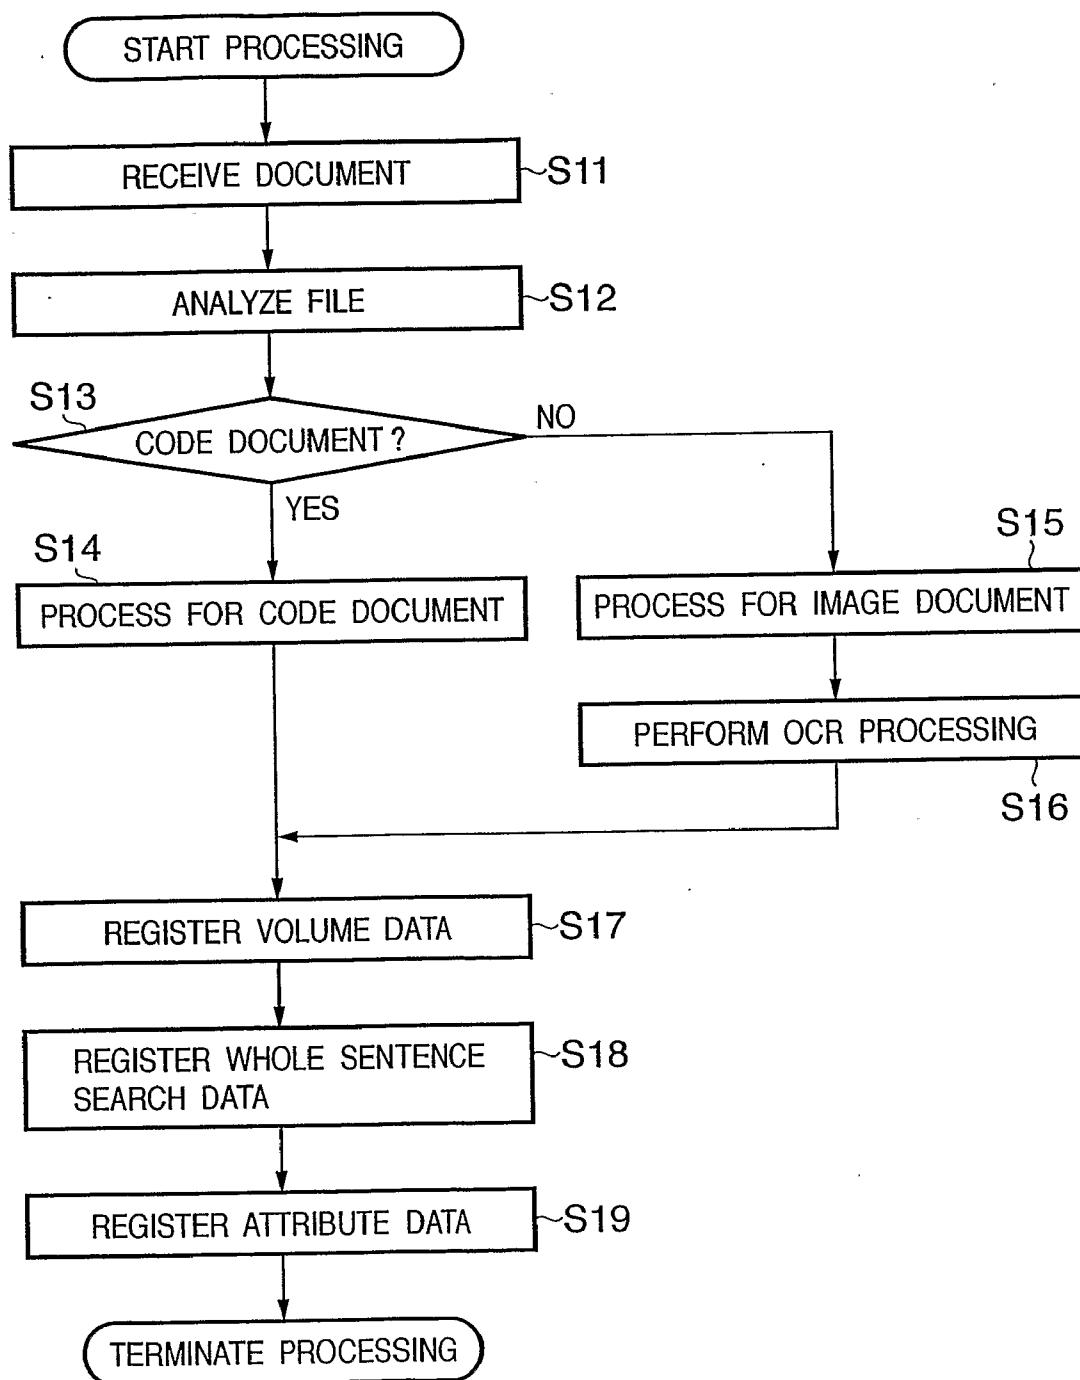 START PROCESSING
RECEIVE DOCUMENT
S11
ANALYZE FILE
S12
S13
CODE DOCUMENT?
NO
YES
S14
PROCESS FOR CODE DOCUMENT
S15
PROCESS FOR IMAGE DOCUMENT
PERFORM OCR PROCESSING
S16
REGISTER VOLUME DATA
S17
REGISTER WHOLE SENTENCE
SEARCH DATA
S18
REGISTER ATTRIBUTE DATA
S19
TERMINATE PROCESSING